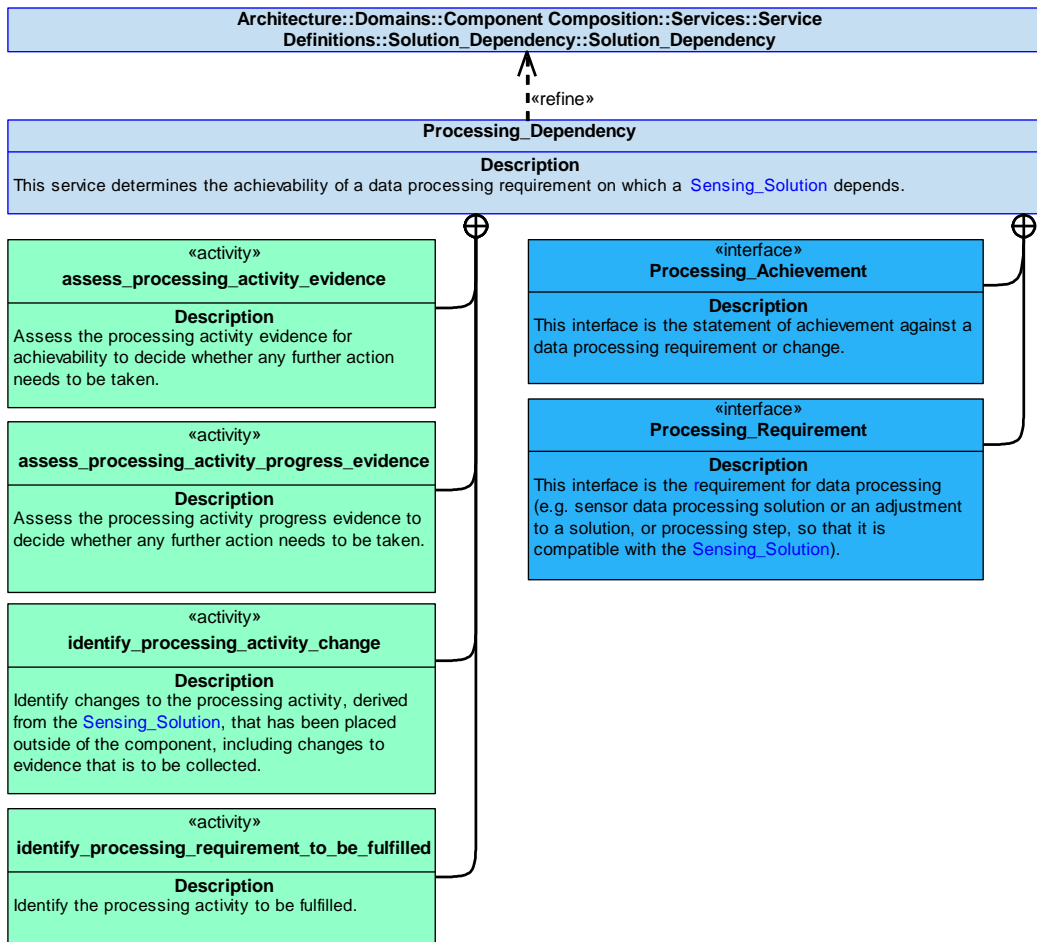 Architecture::Domains::Component Composition::Services::Service
Definitions::Solution_Dependency::Solution_Dependency
«refine»
Processing_Dependency
Description
This service determines the achievability of a data processing requirement on which a Sensing_Solution depends.
«activity»
assess_processing_activity_evidence
Description
Assess the processing activity evidence for
achievability to decide whether any further action
needs to be taken.
«activity»
assess_processing_activity_progress_evidence
Description
Assess the processing activity progress evidence to
decide whether any further action needs to be taken.
«activity»
identify_processing_activity_change
Description
Identify changes to the processing activity, derived
from the Sensing_Solution, that has been placed
outside of the component, including changes to
evidence that is to be collected.
«activity»
identify_processing_requirement_to_be_fulfilled
Description
Identify the processing activity to be fulfilled.
«interface»
Processing_Achievement
Description
This interface is the statement of achievement against a
data processing requirement or change.
«interface»
Processing_Requirement
Description
This interface is the requirement for data processing
(e.g. sensor data processing solution or an adjustment
to a solution, or processing step, so that it is
compatible with the Sensing_Solution).